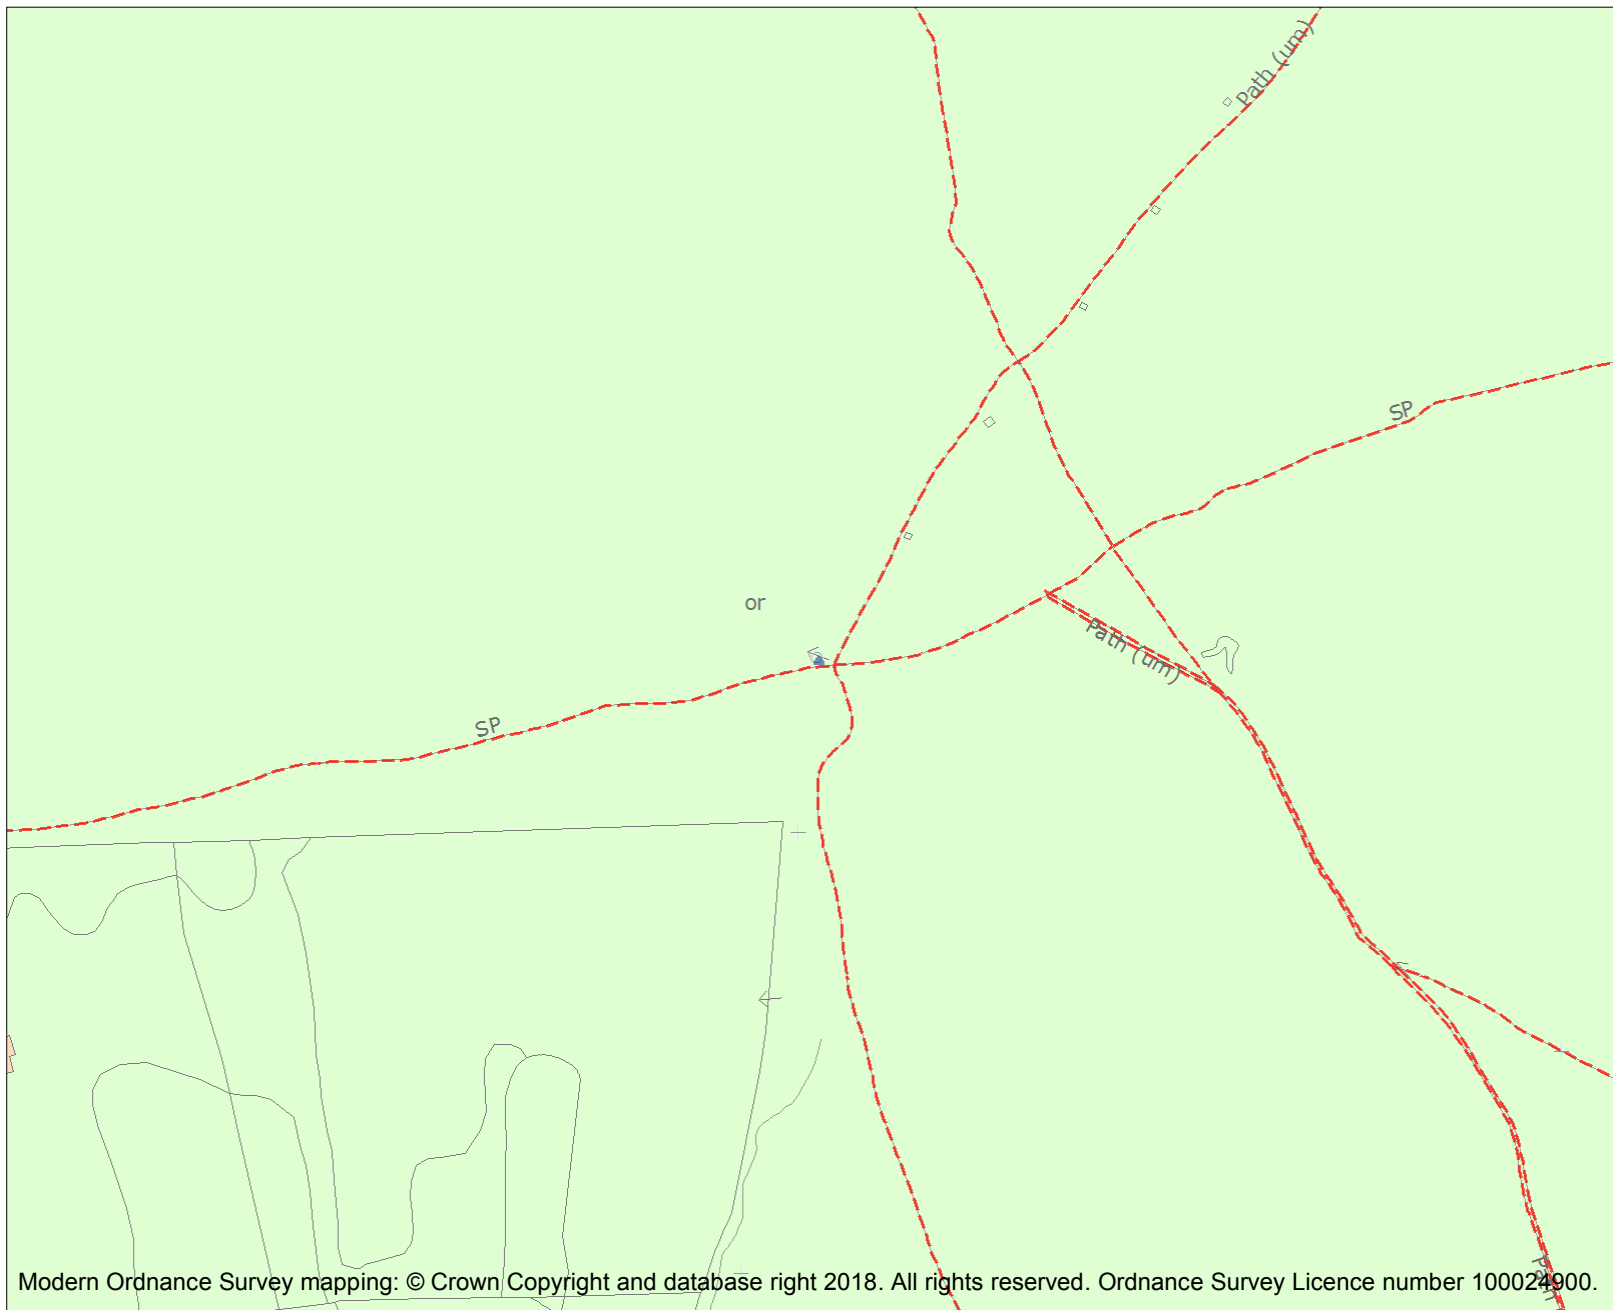 Path (um)
SP
or
Path (um)
SP
Path
Modern Ordnance Survey mapping: © Crown Copyright and database right 2018. All rights reserved. Ordnance Survey Licence number 100024900.